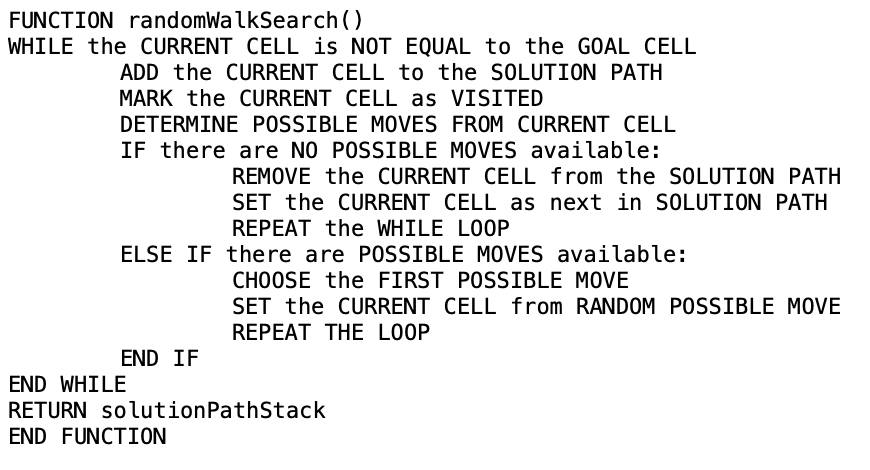 FUNCTION randomWalkSearch()
WHILE the CURRENT CELL is NOT EQUAL to the GOAL CELL
ADD the CURRENT CELL to the SOLUTION PATH
MARK the CURRENT CELL as VISITED
DETERMINE POSSIBLE MOVES FROM CURRENT CELL
IF there are NO POSSIBLE MOVES available:
REMOVE the CURRENT CELL from the SOLUTION PATH
SET the CURRENT CELL as next in SOLUTION PATH
REPEAT the WHILE LOOP
ELSE IF there are POSSIBLE MOVES available:
CHOOSE the FIRST POSSIBLE MOVE
SET the CURRENT CELL from RANDOM POSSIBLE MOVE
REPEAT THE LOOP
END IF
END WHILE
RETURN solutionPathStack
END FUNCTION